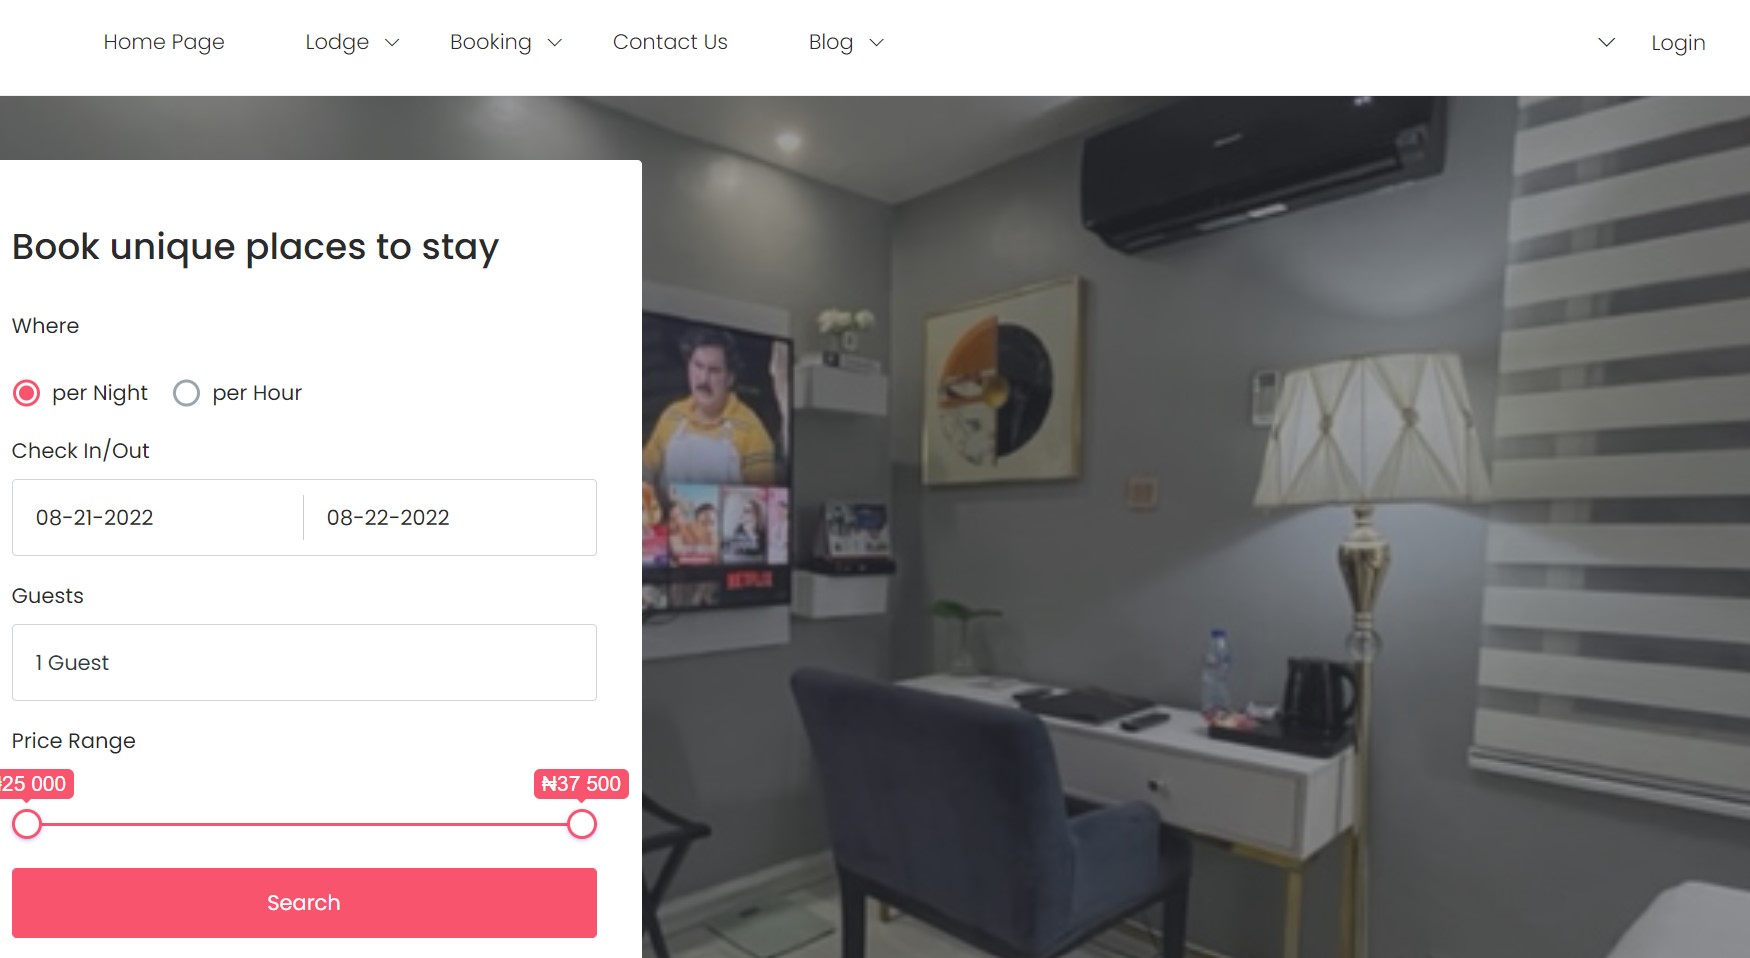 Home Page
Lodge
Booking
Contact Us
Blog
Login
Book unique places to stay
Where
per Night
per Hour
Check In/Out
08-21-2022
08-22-2022
Guests
1 Guest
Price Range
₦25 000
₦37 500
Search
NETFLIX